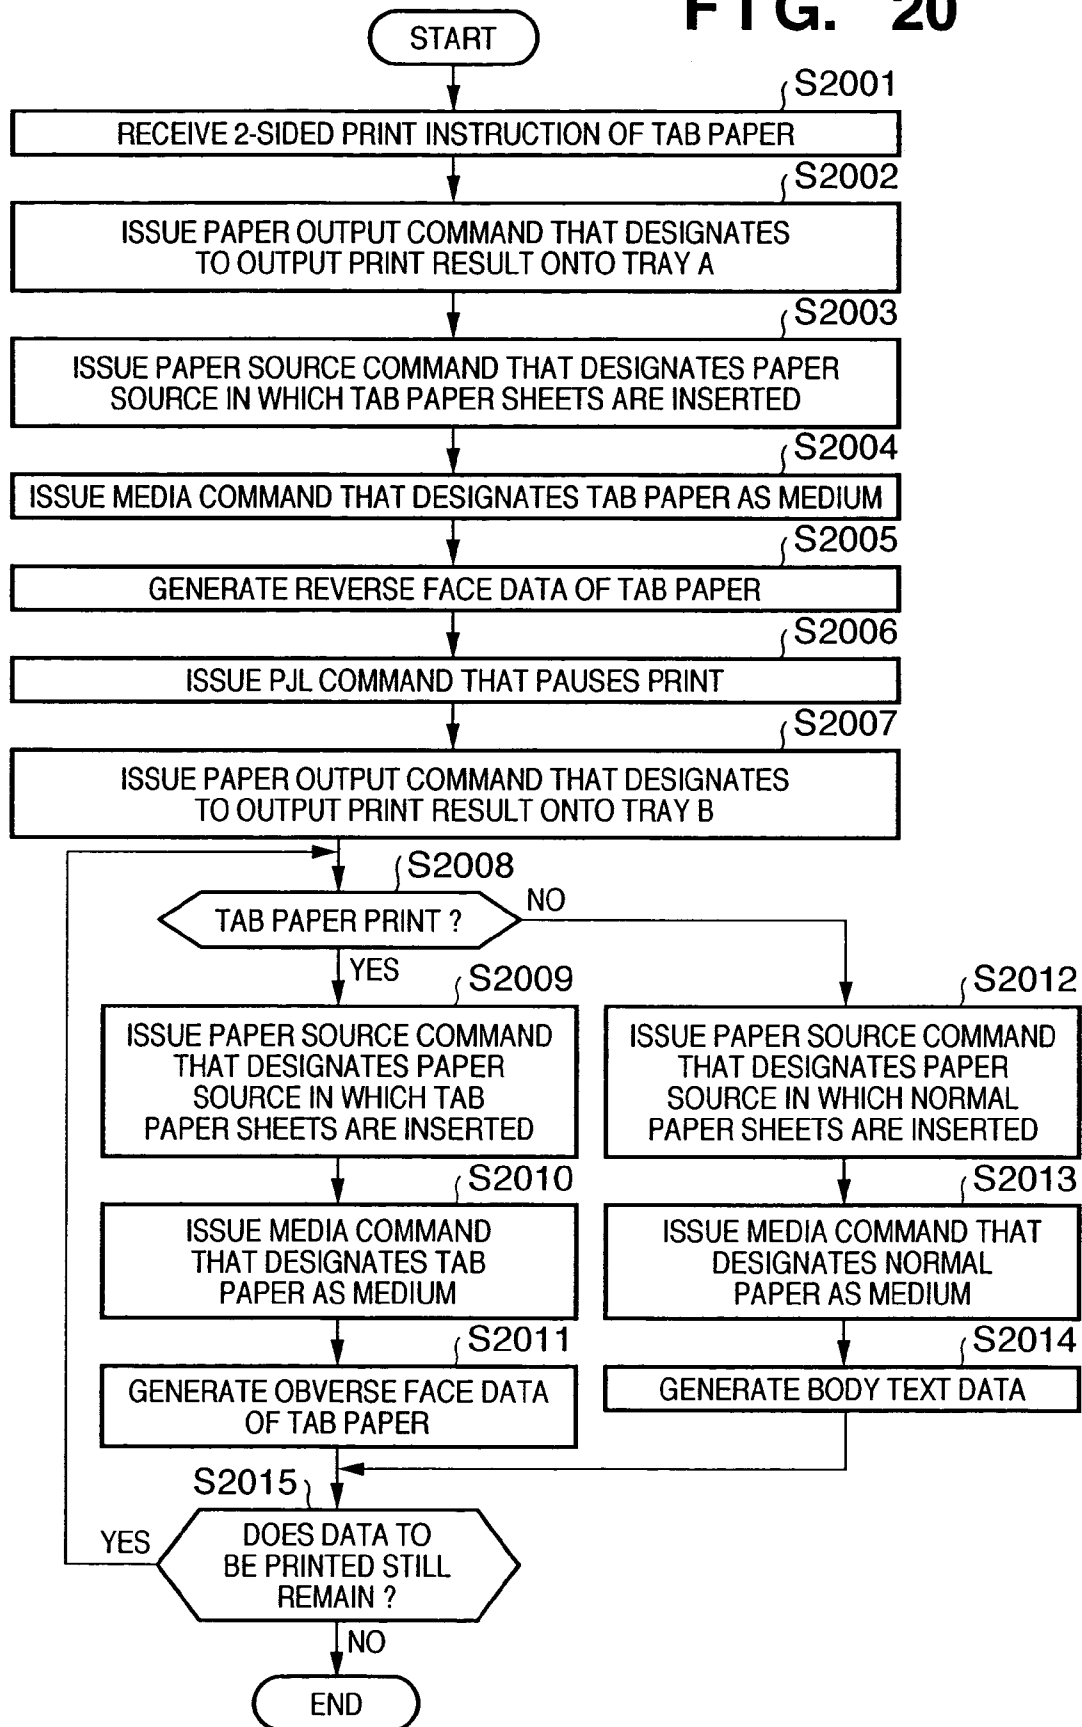 FIG. 20
START
S2001
RECEIVE 2-SIDED PRINT INSTRUCTION OF TAB PAPER
S2002
ISSUE PAPER OUTPUT COMMAND THAT DESIGNATES
TO OUTPUT PRINT RESULT ONTO TRAY A
S2003
ISSUE PAPER SOURCE COMMAND THAT DESIGNATES PAPER
SOURCE IN WHICH TAB PAPER SHEETS ARE INSERTED
S2004
ISSUE MEDIA COMMAND THAT DESIGNATES TAB PAPER AS MEDIUM
S2005
GENERATE REVERSE FACE DATA OF TAB PAPER
S2006
ISSUE PJL COMMAND THAT PAUSES PRINT
S2007
ISSUE PAPER OUTPUT COMMAND THAT DESIGNATES
TO OUTPUT PRINT RESULT ONTO TRAY B
S2008
TAB PAPER PRINT ?
NO
YES
S2009
ISSUE PAPER SOURCE COMMAND
THAT DESIGNATES PAPER
SOURCE IN WHICH TAB
PAPER SHEETS ARE INSERTED
S2010
ISSUE MEDIA COMMAND
THAT DESIGNATES TAB
PAPER AS MEDIUM
S2011
GENERATE OBVERSE FACE DATA
OF TAB PAPER
S2012
ISSUE PAPER SOURCE COMMAND
THAT DESIGNATES PAPER
SOURCE IN WHICH NORMAL
PAPER SHEETS ARE INSERTED
S2013
ISSUE MEDIA COMMAND THAT
DESIGNATES NORMAL
PAPER AS MEDIUM
S2014
GENERATE BODY TEXT DATA
S2015
DOES DATA TO
BE PRINTED STILL
REMAIN ?
YES
NO
END